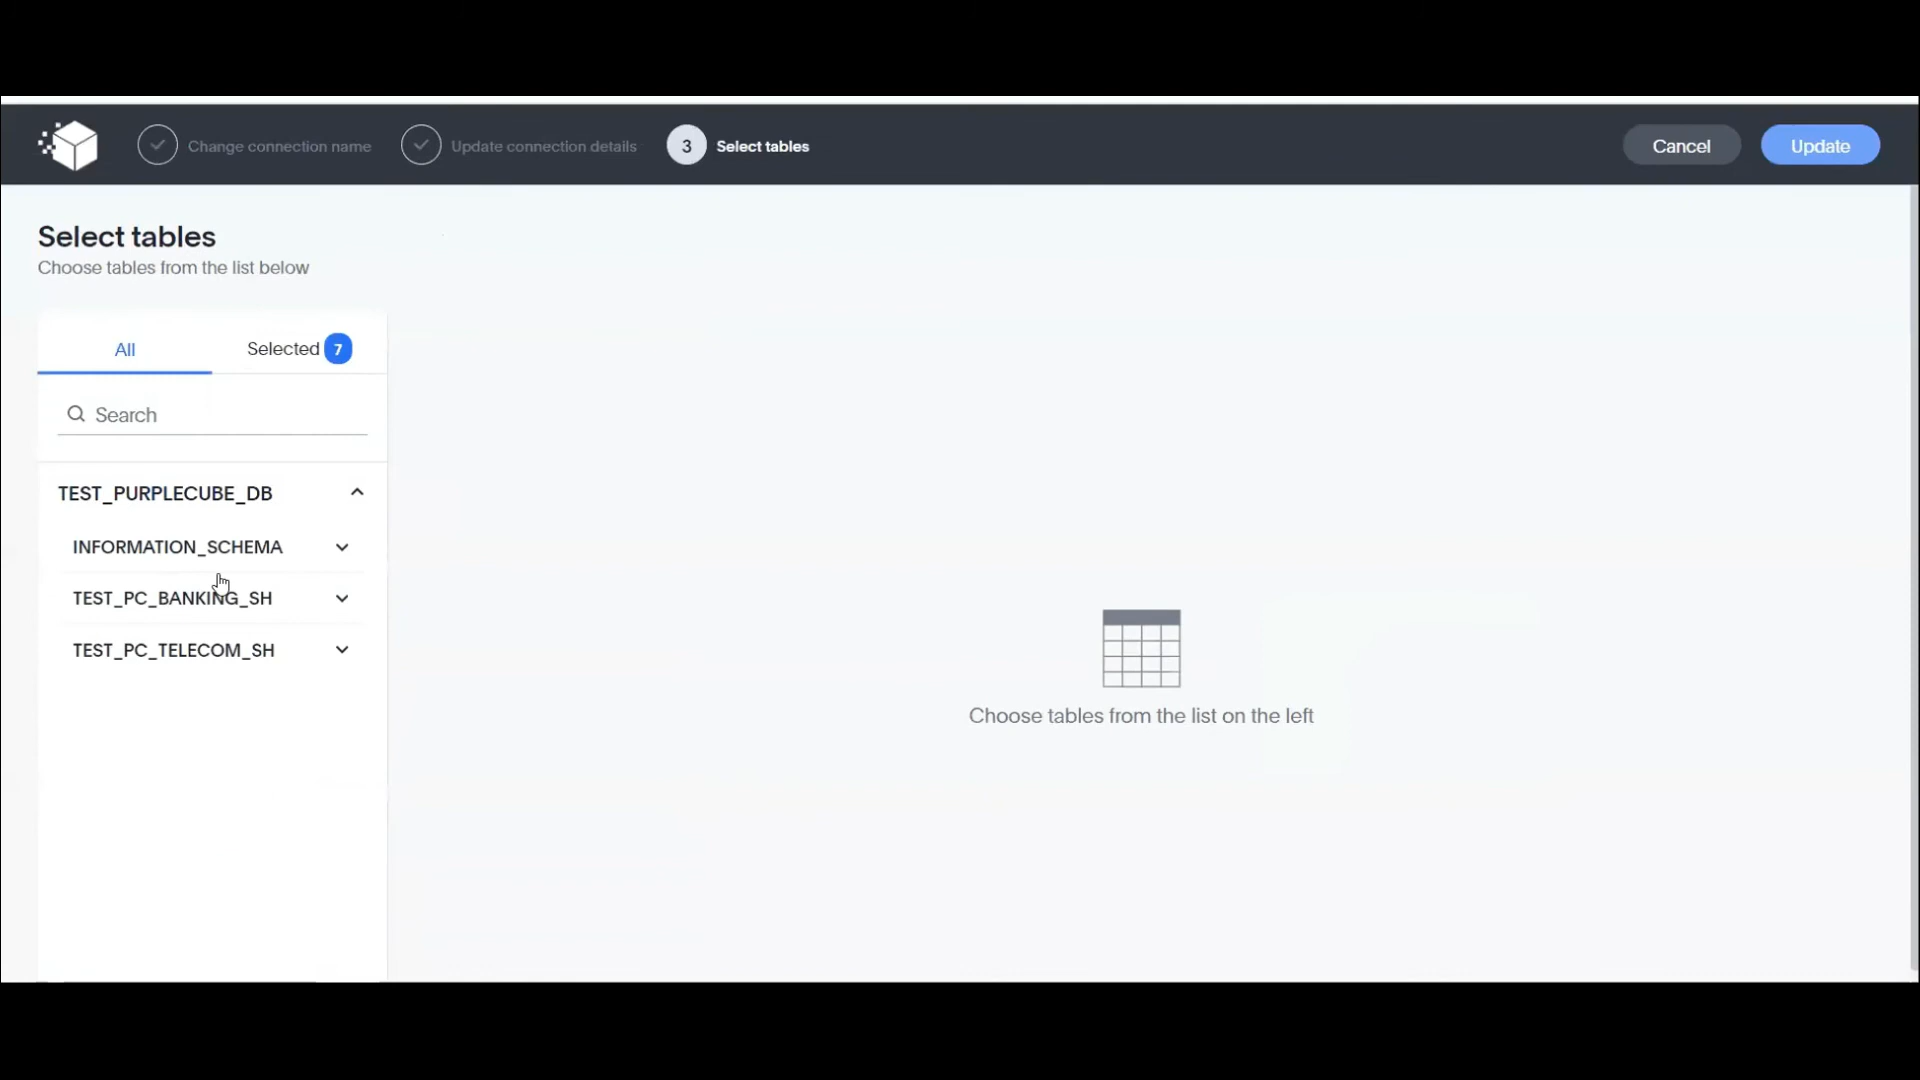 Change connection name
Update connection details
3 Select tables
Cancel
Update
Select tables
Choose tables from the list below
All
Selected 7
Search
TEST_PURPLECUBE_DB
INFORMATION_SCHEMA
TEST_PC_BANKING_SH
TEST_PC_TELECOM_SH
Choose tables from the list on the left